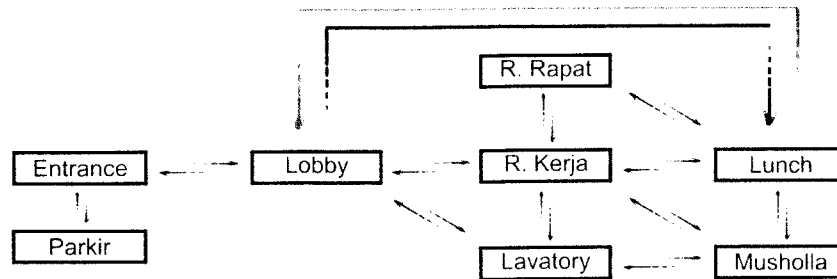 R. Rapat
Entrance
Lobby
R. Kerja
Lunch
Parkir
Lavatory
Musholla